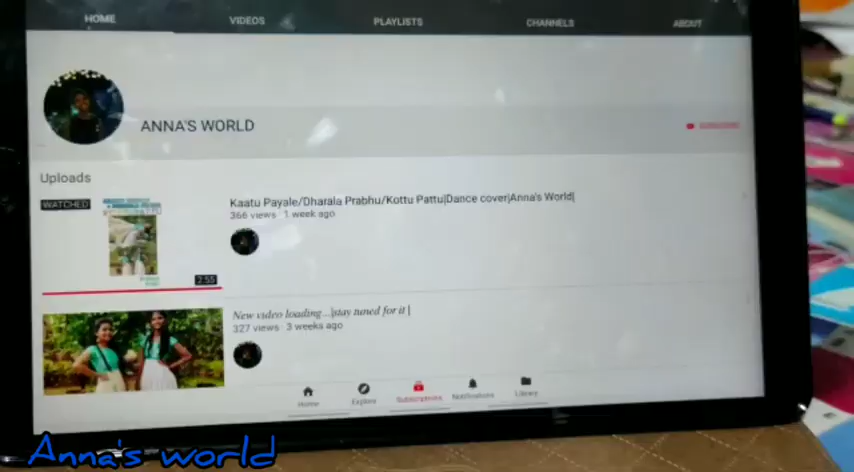 HOME VIDEOS PLAYLISTS CHANNELS ABOUT
ANNA'S WORLD
SUBSCRIBED
Uploads
WATCHED
Kaatu Payale/Dharala Prabhu/Kottu Pattu|Dance cover|Anna's World|
366 views · 1 week ago
2:55
New video loading...|stay tuned for it|
327 views · 3 weeks ago
Home Explore Subscriptions Notifications Library
Anna's world